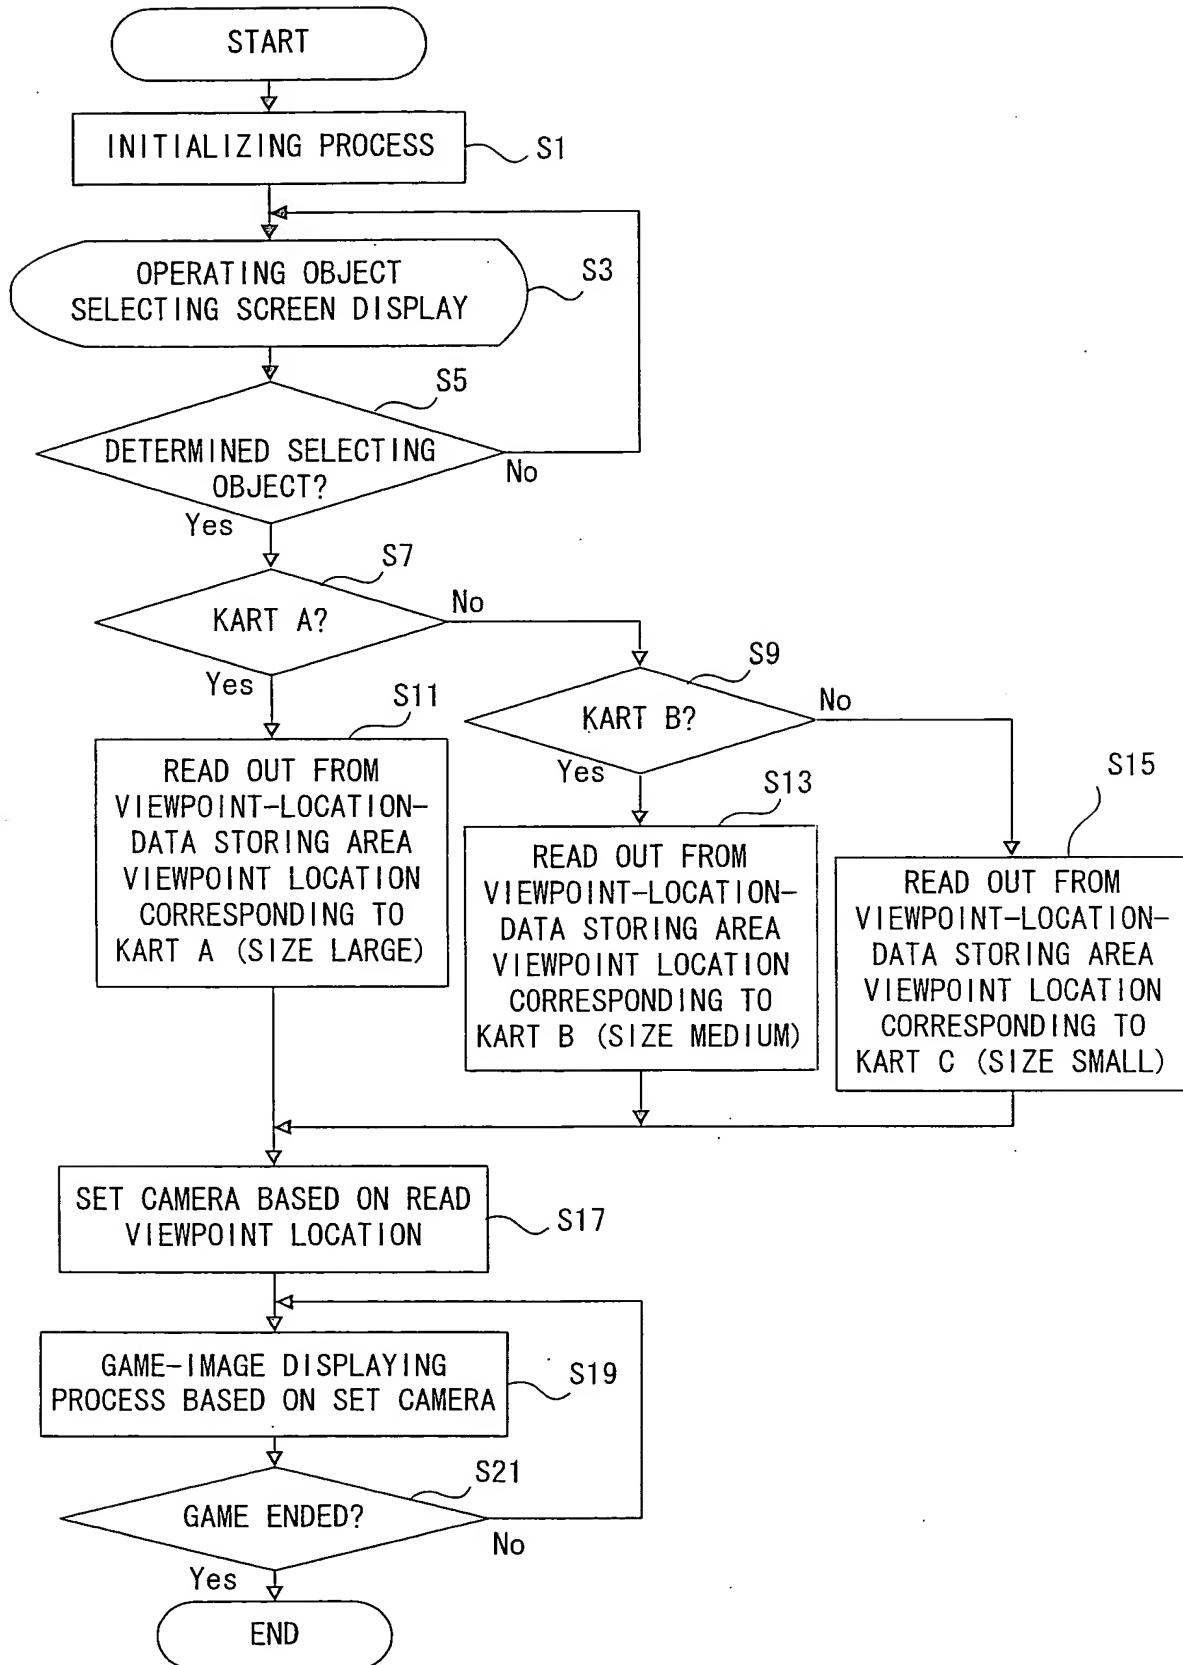 START
INITIALIZING PROCESS
S1
OPERATING OBJECT
SELECTING SCREEN DISPLAY
S3
S5
DETERMINED SELECTING
OBJECT?
No
Yes
S7
KART A?
No
Yes
S9
KART B?
No
Yes
S11
READ OUT FROM
VIEWPOINT-LOCATION-
DATA STORING AREA
VIEWPOINT LOCATION
CORRESPONDING TO
KART A (SIZE LARGE)
S13
READ OUT FROM
VIEWPOINT-LOCATION-
DATA STORING AREA
VIEWPOINT LOCATION
CORRESPONDING TO
KART B (SIZE MEDIUM)
S15
READ OUT FROM
VIEWPOINT-LOCATION-
DATA STORING AREA
VIEWPOINT LOCATION
CORRESPONDING TO
KART C (SIZE SMALL)
SET CAMERA BASED ON READ
VIEWPOINT LOCATION
S17
GAME-IMAGE DISPLAYING
PROCESS BASED ON SET CAMERA
S19
S21
GAME ENDED?
No
Yes
END